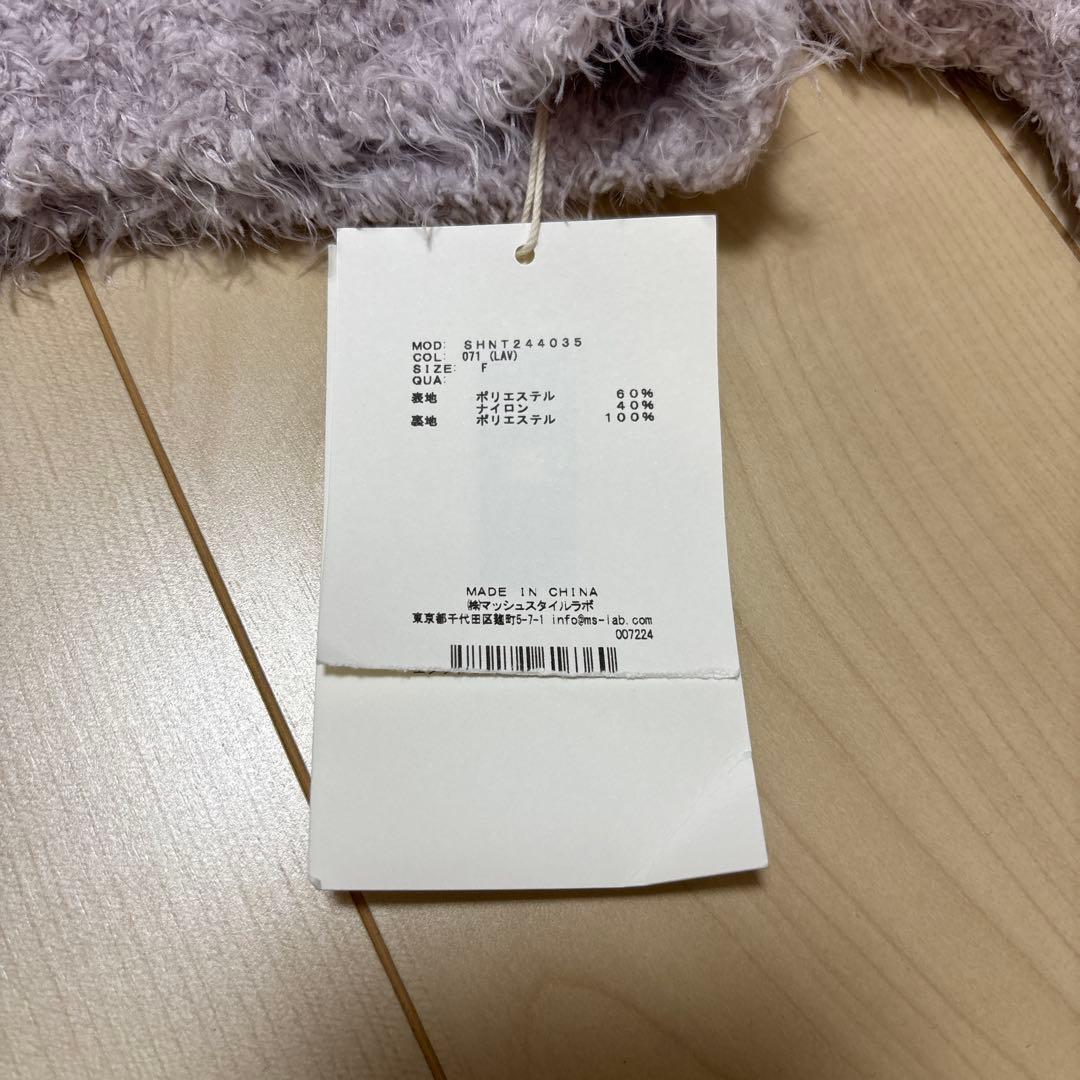 MOD: SHNT244035
COL: 071 (LAV)
SIZE: F
QUA:
表地 ポリエステル 60%
ナイロン 40%
裏地 ポリエステル 100%
MADE IN CHINA
㈱マッシュスタイルラボ
東京都千代田区麹町5-7-1 info@ms-lab.com
007224